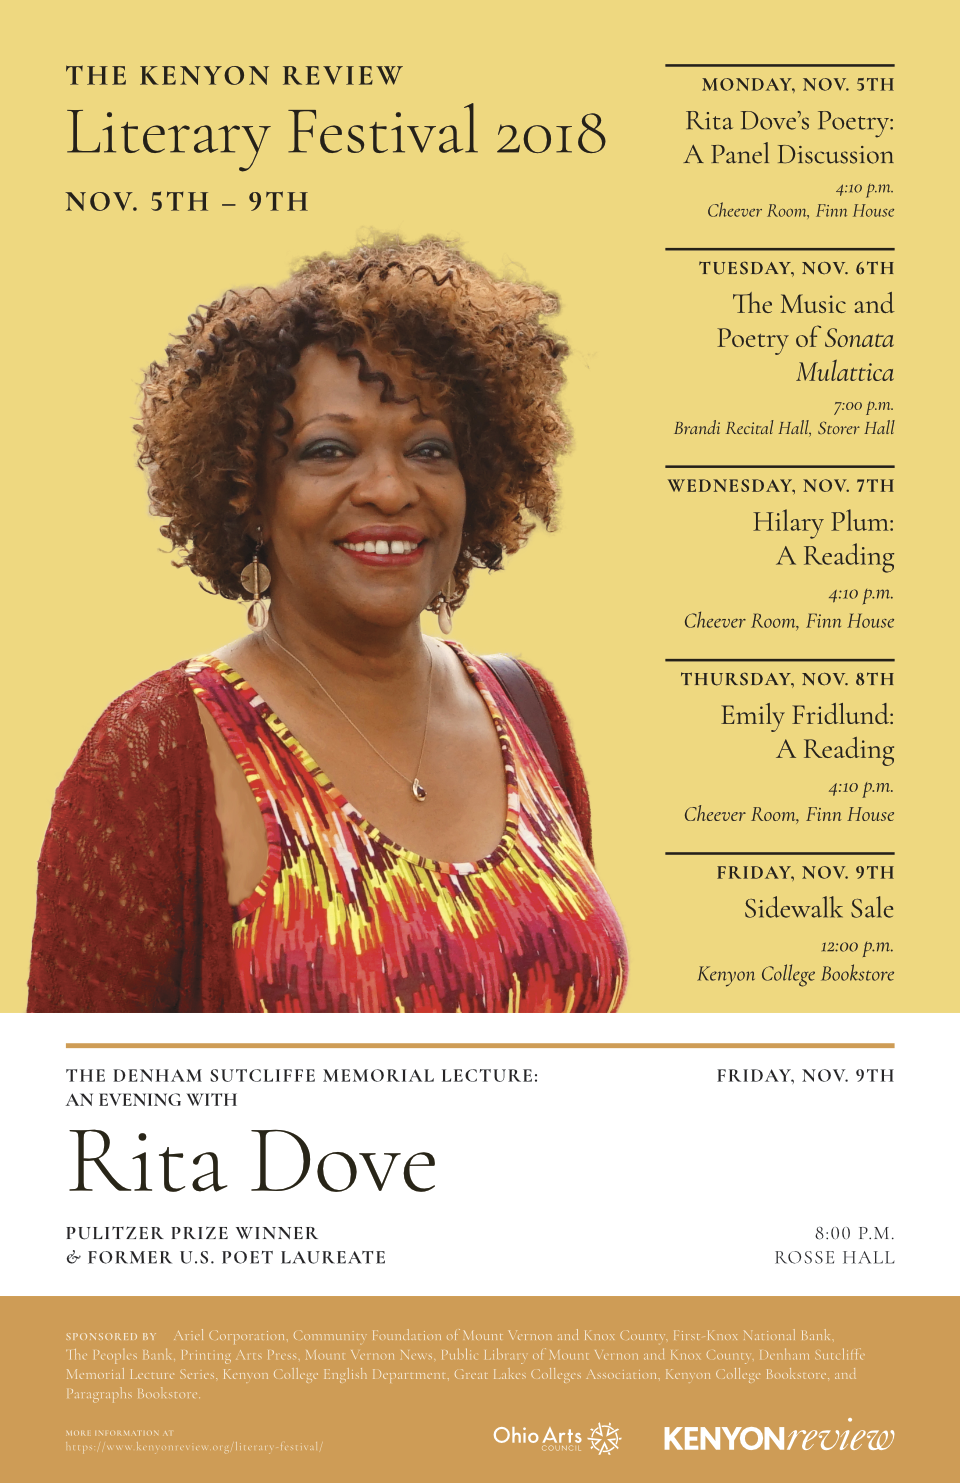 THE KENYON REVIEW
Literary Festival 2018
NOV. 5TH – 9TH
MONDAY, NOV. 5TH
Rita Dove's Poetry:
A Panel Discussion
4:10 p.m.
Cheever Room, Finn House
TUESDAY, NOV. 6TH
The Music and
Poetry of Sonata
Mulattica
7:00 p.m.
Brandi Recital Hall, Storer Hall
WEDNESDAY, NOV. 7TH
Hilary Plum:
A Reading
4:10 p.m.
Cheever Room, Finn House
THURSDAY, NOV. 8TH
Emily Fridlund:
A Reading
4:10 p.m.
Cheever Room, Finn House
FRIDAY, NOV. 9TH
Sidewalk Sale
12:00 p.m.
Kenyon College Bookstore
THE DENHAM SUTCLIFFE MEMORIAL LECTURE:
AN EVENING WITH
Rita Dove
PULITZER PRIZE WINNER
& FORMER U.S. POET LAUREATE
FRIDAY, NOV. 9TH
8:00 P.M.
ROSSE HALL
SPONSORED BY Ariel Corporation, Community Foundation of Mount Vernon and Knox County, First-Knox National Bank,
The Peoples Bank, Printing Arts Press, Mount Vernon News, Public Library of Mount Vernon and Knox County, Denham Sutcliffe
Memorial Lecture Series, Kenyon College English Department, Great Lakes Colleges Association, Kenyon College Bookstore, and
Paragraphs Bookstore.
MORE INFORMATION AT
https://www.kenyonreview.org/literary-festival/
Ohio Arts
COUNCIL
KENYONreview